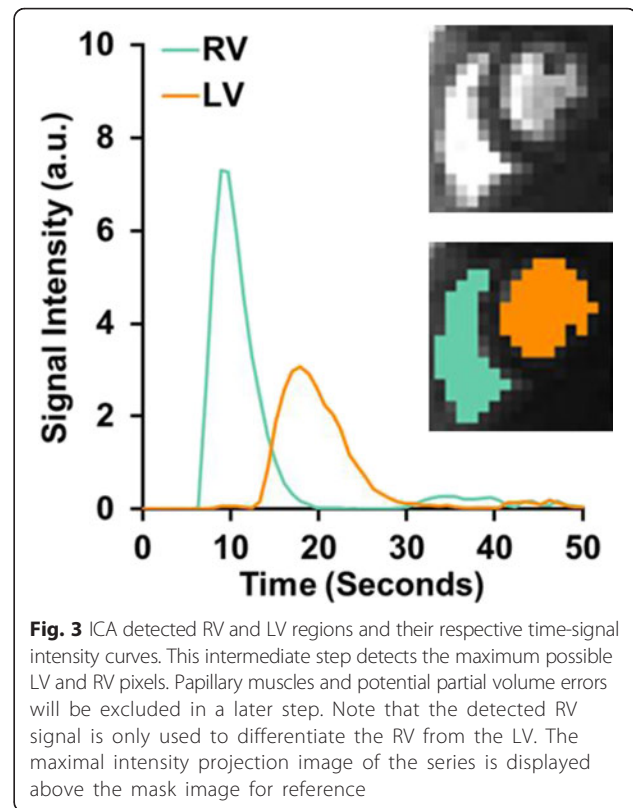 10
8
6
4
2
0
Signal Intensity (a.u.)
RV
LV
0 10 20 30 40 50
Time (Seconds)
Fig. 3 ICA detected RV and LV regions and their respective time-signal
intensity curves. This intermediate step detects the maximum possible
LV and RV pixels. Papillary muscles and potential partial volume errors
will be excluded in a later step. Note that the detected RV
signal is only used to differentiate the RV from the LV. The
maximal intensity projection image of the series is displayed
above the mask image for reference